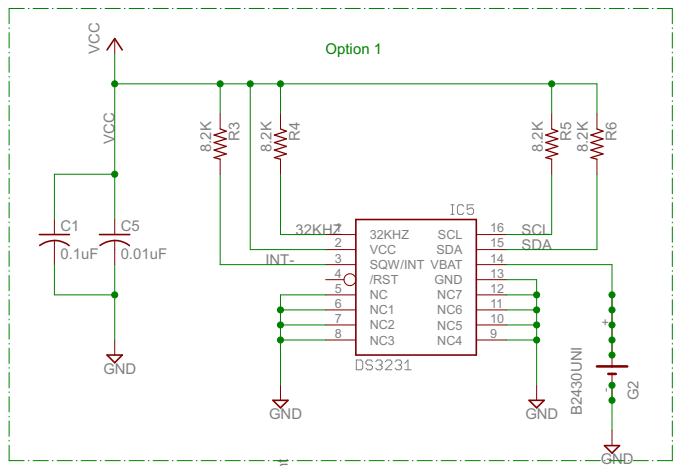 Option 1
VCC
VCC
8.2K
R3
8.2K
R4
8.2K
R5
8.2K
R6
C1
0.1uF
C5
0.01uF
GND
IC5
32KHZ
1
32KHZ
SCL
16
SCL
2
VCC
SDA
15
SDA
INT-
3
SQW/INT
VBAT
14
4
/RST
GND
13
5
NC
NC7
12
6
NC1
NC6
11
7
NC2
NC5
10
8
NC3
NC4
9
DS3231
GND
GND
+
-
B2430UNI
G2
GND